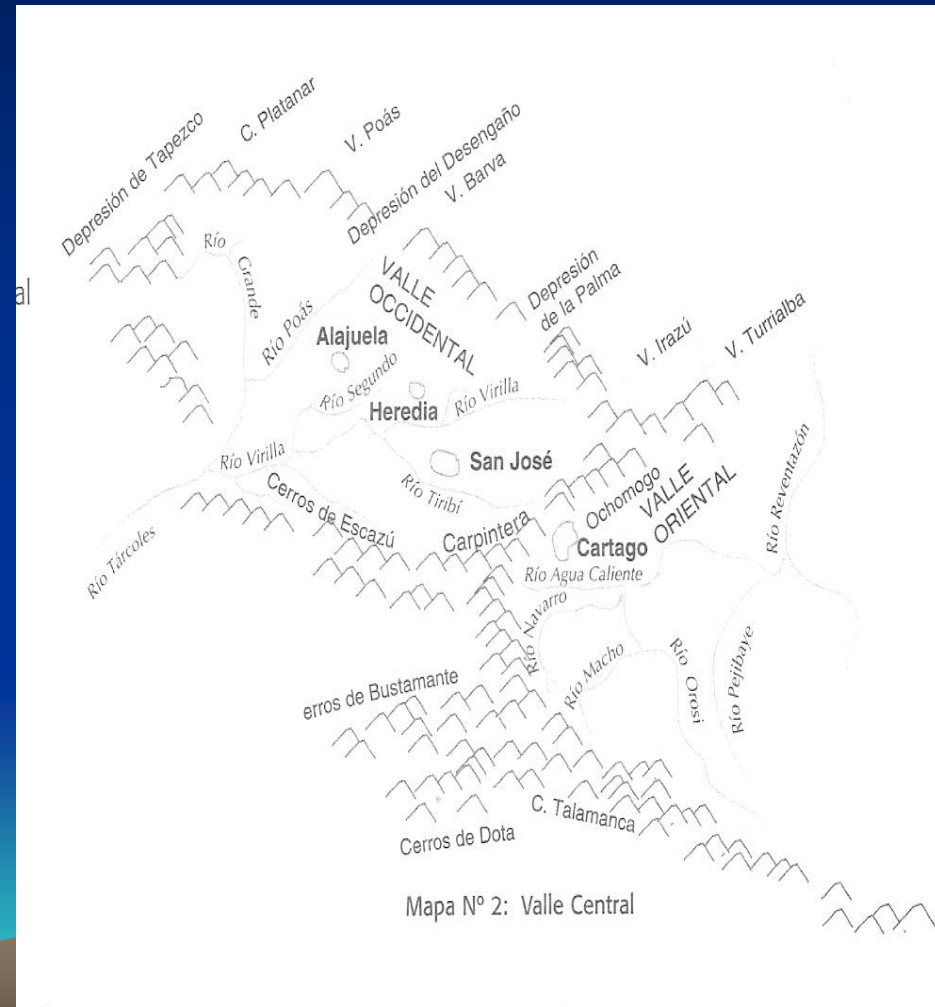 Depresión de Tapezco
C. Platanar
V. Poás
Depresión del Desengaño
V. Barva
Depresión
de la Palma
V. Irazú
V. Turrialba
al
Río
Grande
Río Poás
VALLE
OCCIDENTAL
Alajuela
Río Segundo
Heredia
Río Virilla
Río Virilla
San José
Río Tiribí
Cerros de Escazú
Carpintera
Ochomogo
VALLE
ORIENTAL
Cartago
Río Reventazón
Río Tárcoles
Río Agua Caliente
Río Navarro
Río Macho
Río Orosi
Río Pejibaye
erros de Bustamante
C. Talamanca
Cerros de Dota
Mapa Nº 2: Valle Central